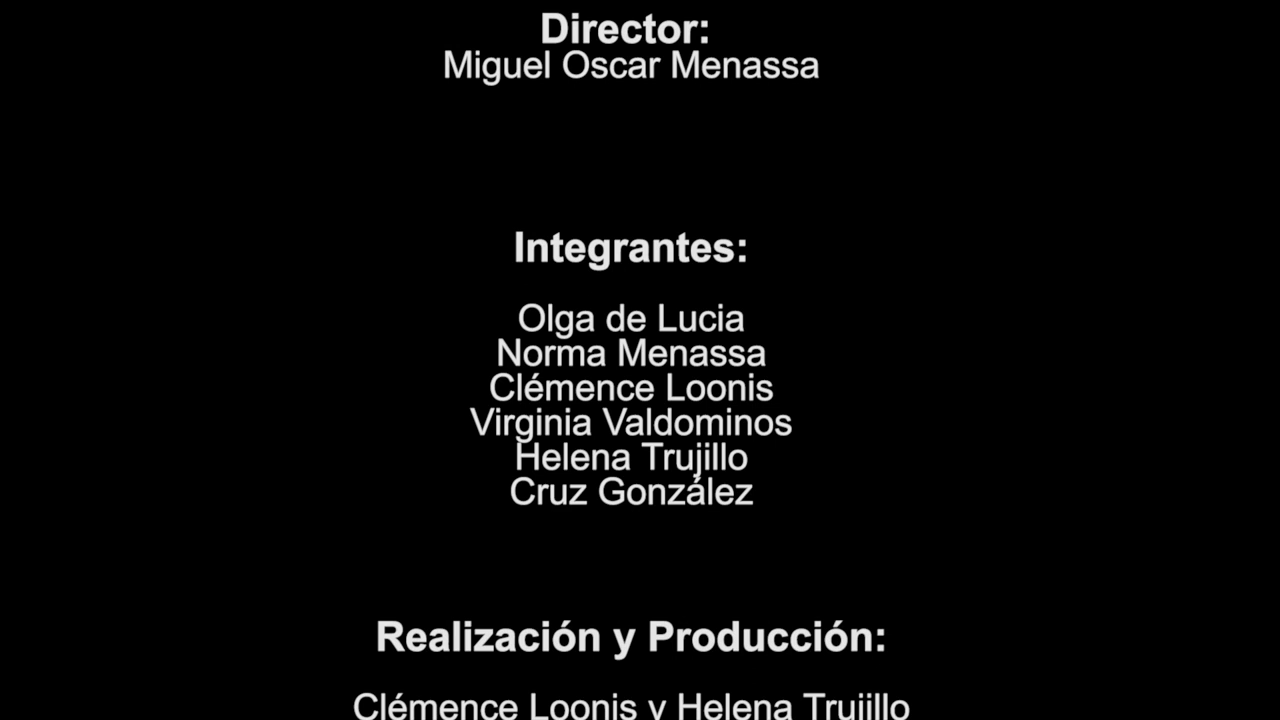 Director:
Miguel Oscar Menassa
Integrantes:
Olga de Lucia
Norma Menassa
Clémence Loonis
Virginia Valdominos
Helena Trujillo
Cruz González
Realización y Producción:
Clémence Loonis y Helena Trujillo